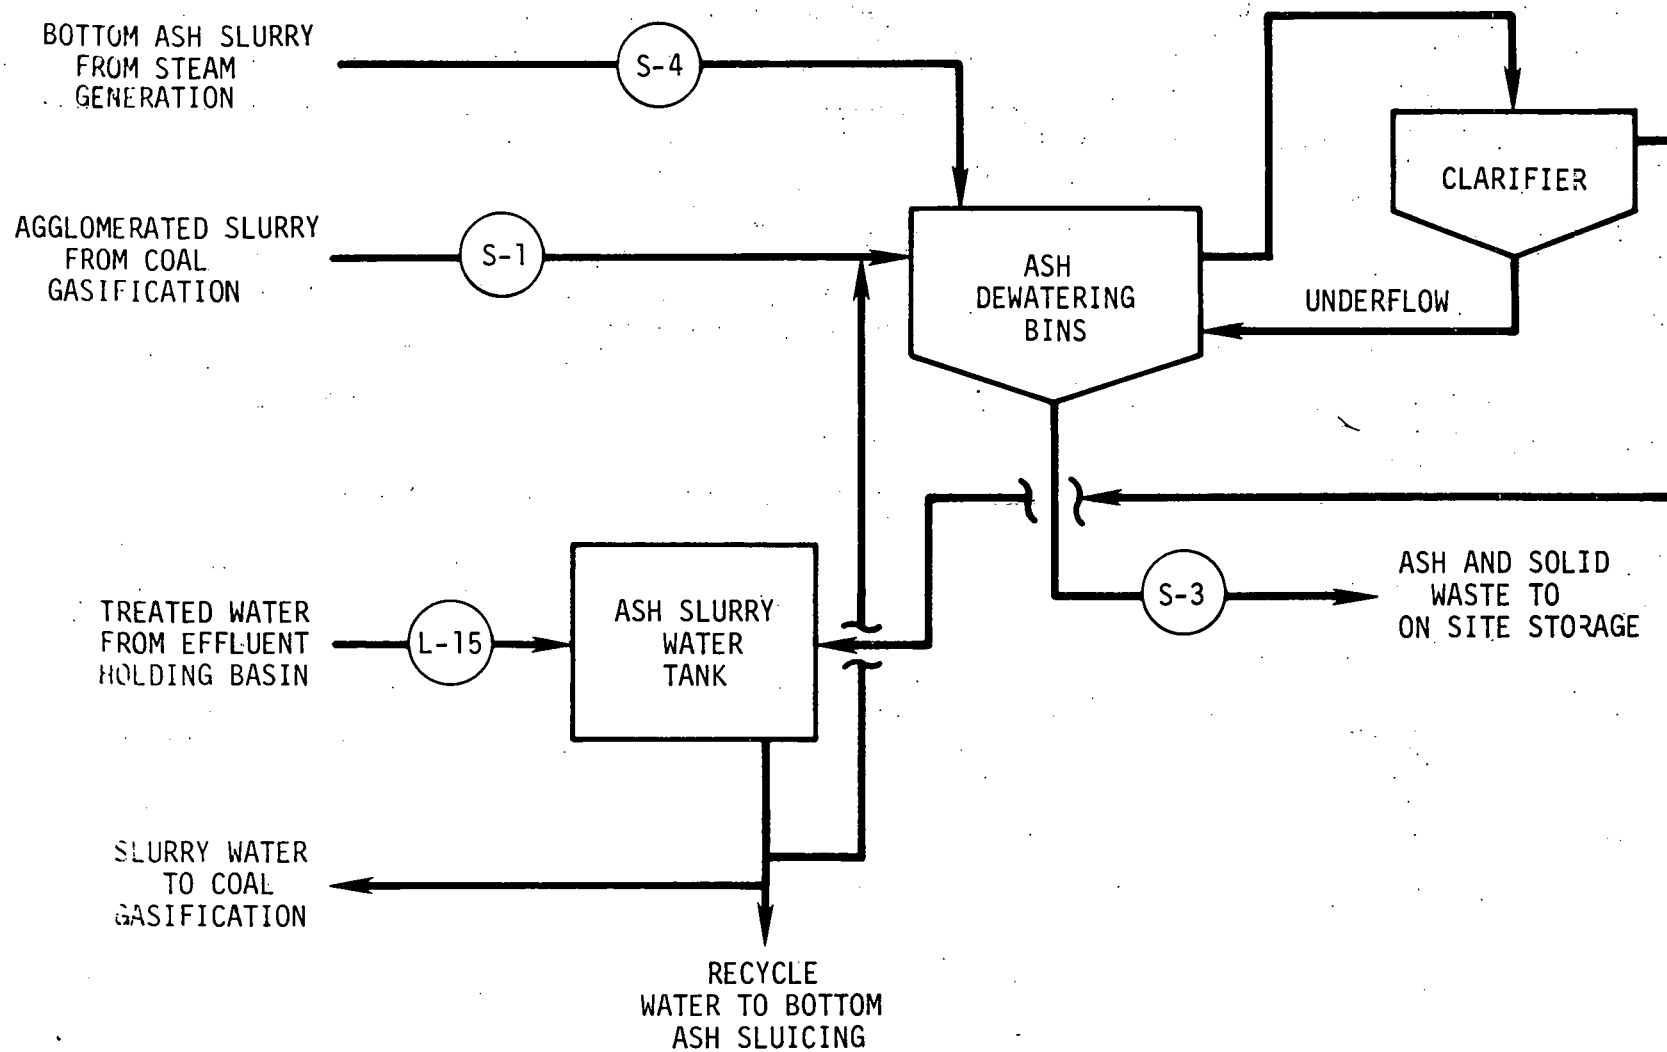 BOTTOM ASH SLURRY
FROM STEAM
GENERATION
S-4
CLARIFIER
AGGLOMERATED SLURRY
FROM COAL
GASIFICATION
S-1
ASH
DEWATERING
BINS
UNDERFLOW
TREATED WATER
FROM EFFLUENT
HOLDING BASIN
L-15
ASH SLURRY
WATER
TANK
S-3
ASH AND SOLID
WASTE TO
ON SITE STORAGE
SLURRY WATER
TO COAL
GASIFICATION
RECYCLE
WATER TO BOTTOM
ASH SLUICING